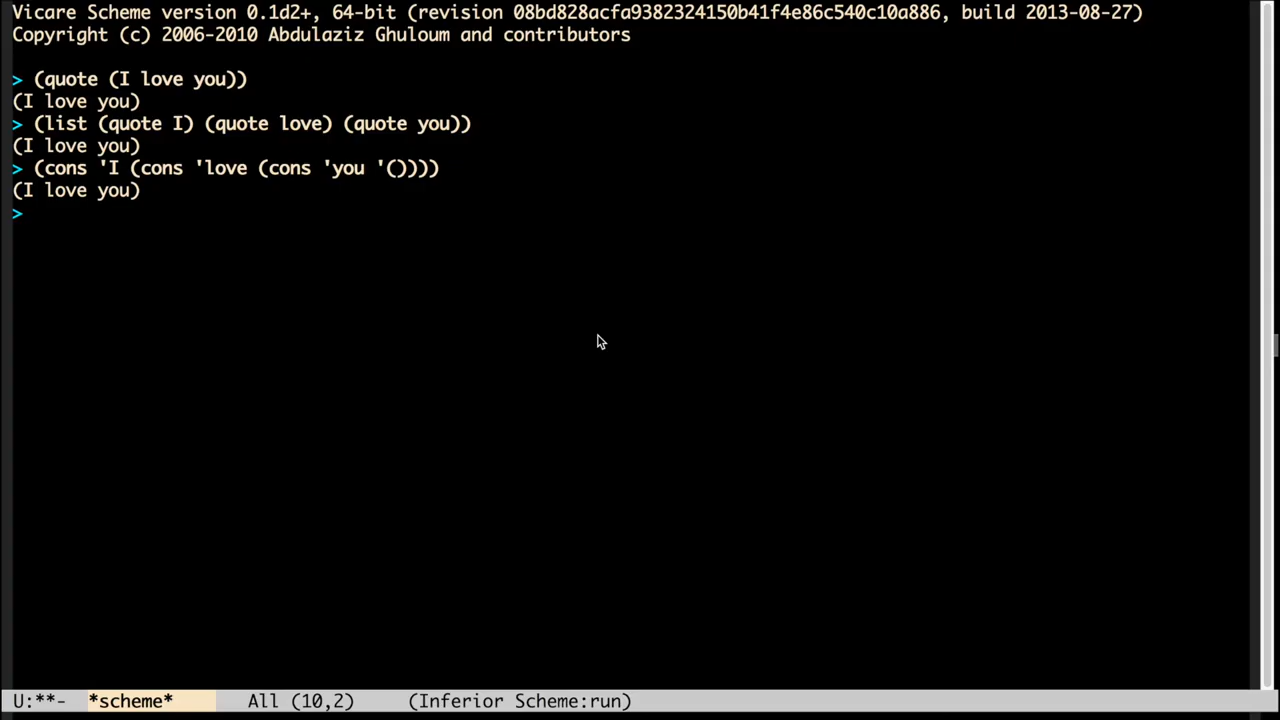 Vicare Scheme version 0.1d2+, 64-bit (revision 08bd828acfa9382324150b41f4e86c540c10a886, build 2013-08-27)
Copyright (c) 2006-2010 Abdulaziz Ghuloum and contributors
> (quote (I love you))
(I love you)
> (list (quote I) (quote love) (quote you))
(I love you)
> (cons 'I (cons 'love (cons 'you '())))
(I love you)
>
U:**-  *scheme*  All (10,2)  (Inferior Scheme:run)